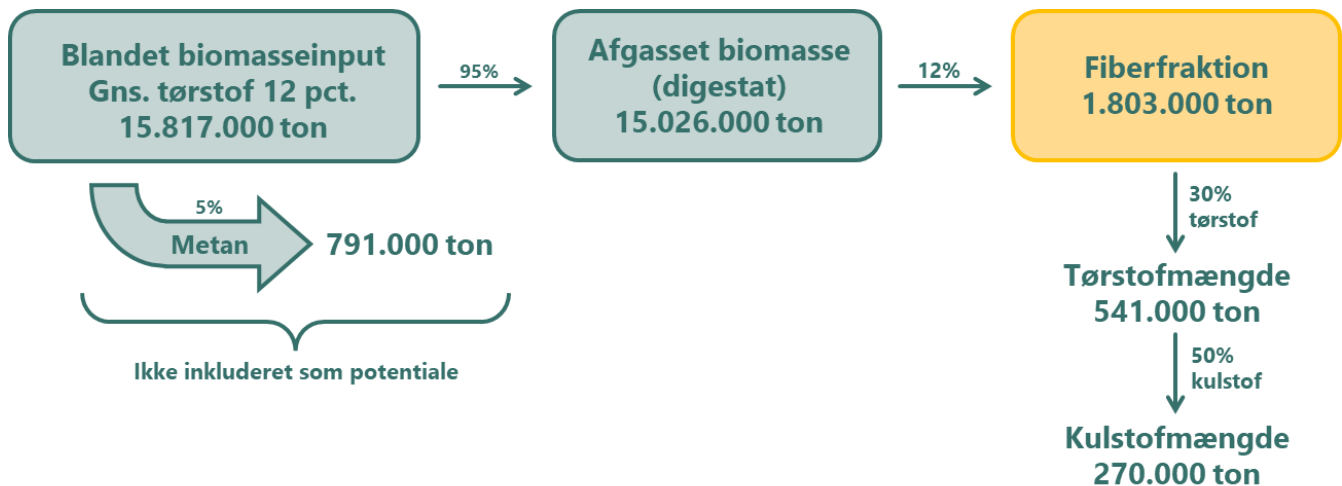 Blandet biomasseinput
Gns. tørstof 12 pct.
15.817.000 ton
95%
Afgasset biomasse
(digestat)
15.026.000 ton
12%
Fiberfraktion
1.803.000 ton
5%
Metan
791.000 ton
Ikke inkluderet som potentiale
30%
tørstof
Tørstofmængde
541.000 ton
50%
kulstof
Kulstofmængde
270.000 ton